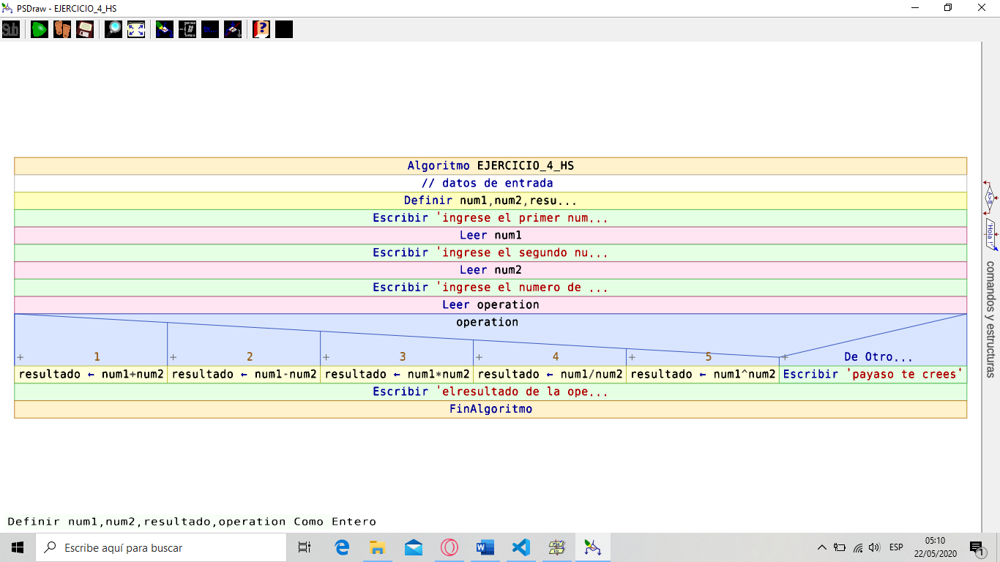 PSDraw - EJERCICIO_4_HS
Sub
Algoritmo EJERCICIO_4_HS
// datos de entrada
Definir num1,num2,resu...
Escribir 'ingrese el primer num...
Leer num1
Escribir 'ingrese el segundo nu...
Leer num2
Escribir 'ingrese el numero de ...
Leer operation
operation
+ 1 + 2 + 3 + 4 + 5 + De Otro...
resultado ← num1+num2 resultado ← num1-num2 resultado ← num1*num2 resultado ← num1/num2 resultado ← num1^num2 Escribir 'payaso te crees'
Escribir 'elresultado de la ope...
FinAlgoritmo
A>B
'Hola !'
comandos y estructuras
Definir num1,num2,resultado,operation Como Entero
Escribe aquí para buscar
ESP
05:10
22/05/2020
1